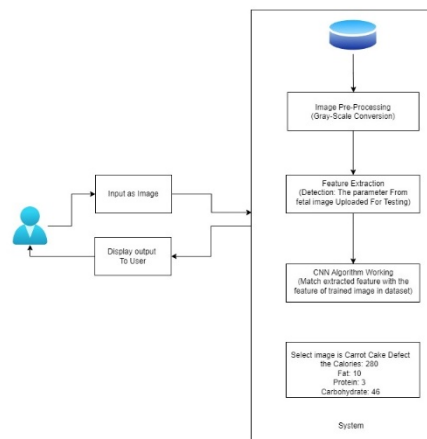 Image Pre-Processing
(Gray-Scale Conversion)
Input as Image
Feature Extraction
(Detection: The parameter From
fetal image Uploaded For Testing)
Display output
To User
CNN Algorithm Working
(Match extracted feature with the
feature of trained image in dataset)
Select image is Carrot Cake Defect
the Calories: 280
Fat: 10
Protein: 3
Carbohydrate: 46
System